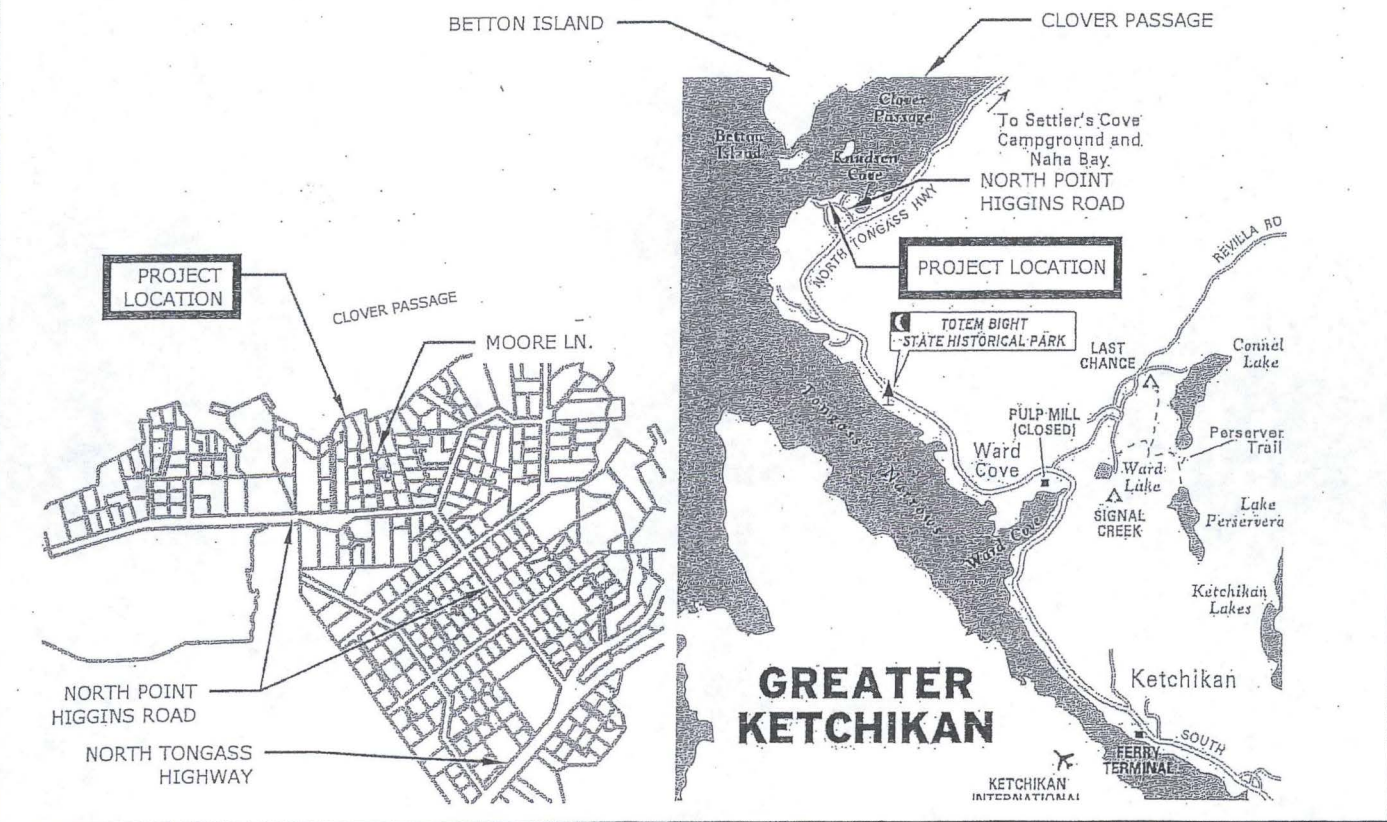 BETTON ISLAND
CLOVER PASSAGE
Clover
Passage
To Settler's Cove
Campground and
Naha Bay
Betton
Island
Knudsen
Cove
NORTH POINT
HIGGINS ROAD
NORTH TONGASS HWY
PROJECT LOCATION
REVILLA RD
TOTEM BIGHT
STATE HISTORICAL PARK
LAST
CHANCE
Connel
Lake
PULP MILL
(CLOSED)
Perserver
Trail
Ward
Cove
Ward
Lake
Tongass Narrows
SIGNAL
CREEK
Lake
Perservera
Ward Cove
Ketchikan
Lakes
GREATER
KETCHIKAN
Ketchikan
SOUTH
FERRY
TERMINAL
KETCHIKAN
INTERNATIONAL
PROJECT
LOCATION
CLOVER PASSAGE
MOORE LN.
NORTH POINT
HIGGINS ROAD
NORTH TONGASS
HIGHWAY